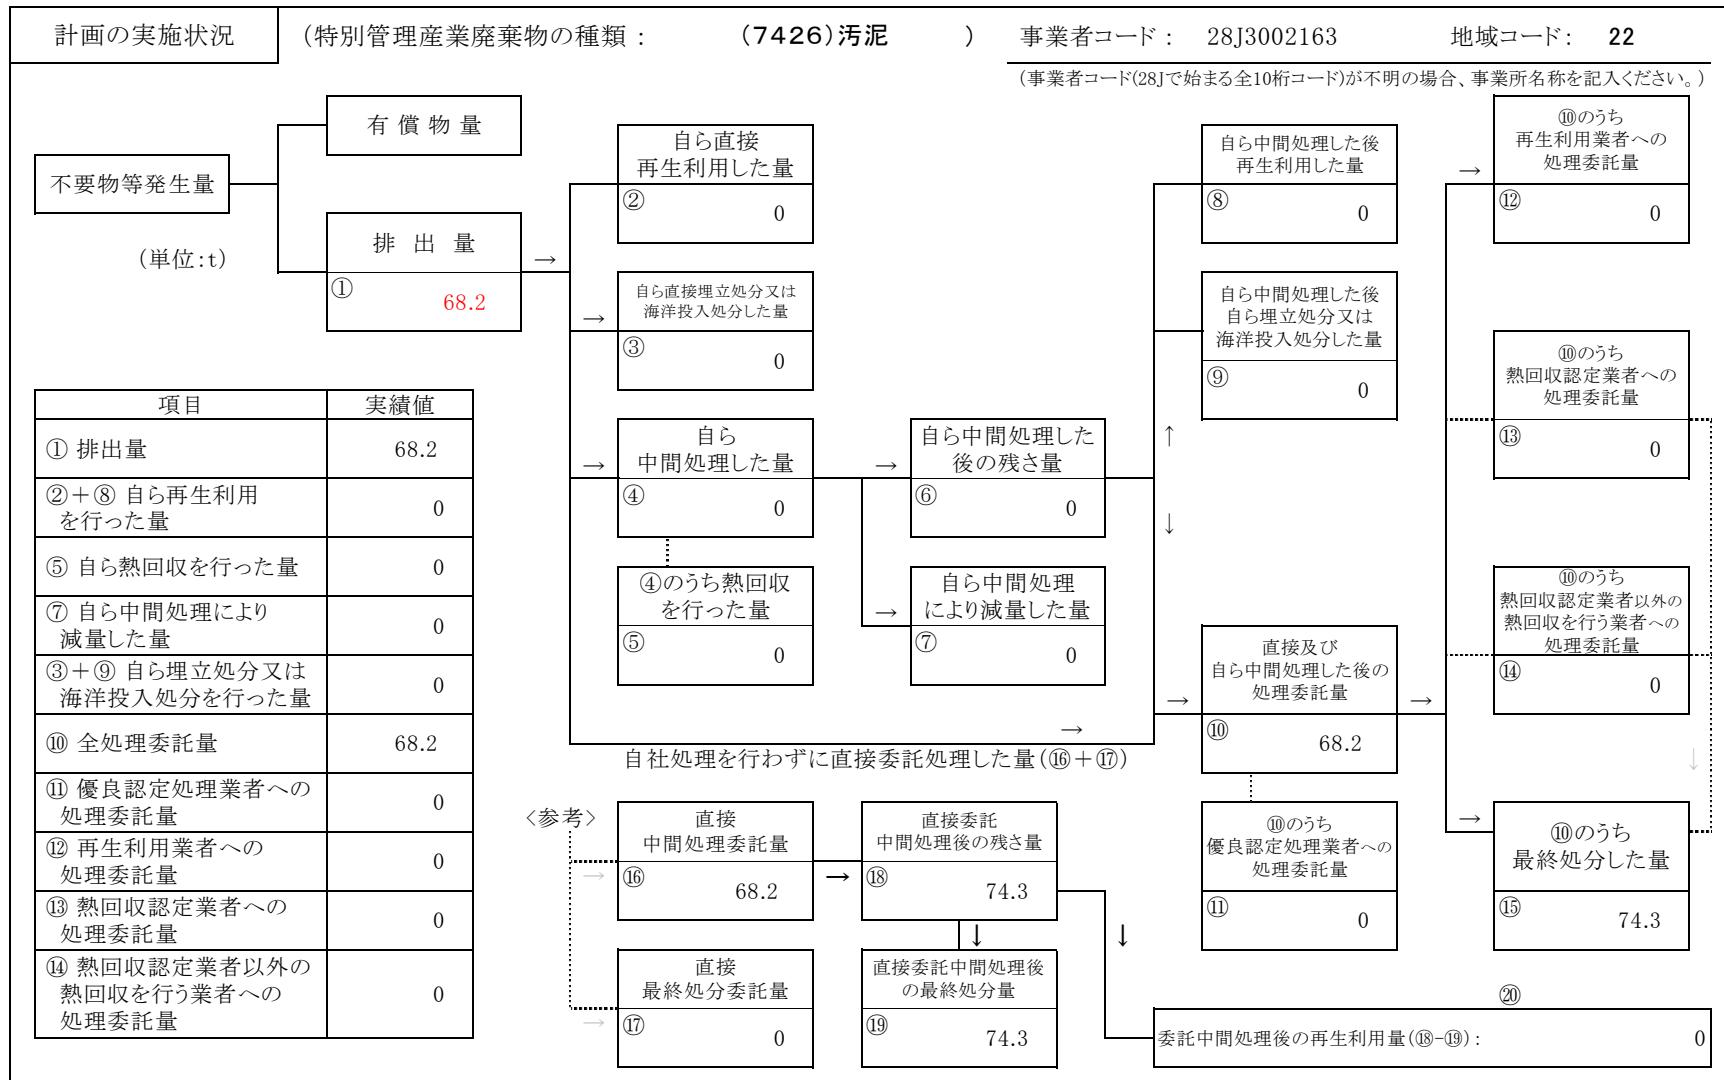 計画の実施状況
(特別管理産業廃棄物の種類： (7426)汚泥 )
事業者コード： 28J3002163
地域コード： 22
(事業者コード(28Jで始まる全10桁コード)が不明の場合、事業所名称を記入ください。)
不要物等発生量
(単位:t)
有償物量
排出量
→
①
68.2
自ら直接
再生利用した量
②
0
→
自ら直接埋立処分又は
海洋投入処分した量
③
0
→
自ら
中間処理した量
④
0
④のうち熱回収
を行った量
⑤
0
→
自ら中間処理した
後の残さ量
⑥
0
→
自ら中間処理
により減量した量
⑦
0
自ら中間処理した後
再生利用した量
⑧
0
自ら中間処理した後
自ら埋立処分又は
海洋投入処分した量
⑨
0
↑
↓
→
自社処理を行わずに直接委託処理した量(⑯＋⑰)
→
直接及び
自ら中間処理した後の
処理委託量
⑩
68.2
→
⑩のうち
優良認定処理業者への
処理委託量
⑪
0
→
⑩のうち
再生利用業者への
処理委託量
⑫
0
⑩のうち
熱回収認定業者への
処理委託量
⑬
0
⑩のうち
熱回収認定業者以外の
熱回収を行う業者への
処理委託量
⑭
0
↓
→
⑩のうち
最終処分した量
⑮
74.3
項目 実績値
① 排出量 68.2
②＋⑧ 自ら再生利用
を行った量
0
⑤ 自ら熱回収を行った量 0
⑦ 自ら中間処理により
減量した量
0
③＋⑨ 自ら埋立処分又は
海洋投入処分を行った量
0
⑩ 全処理委託量 68.2
⑪ 優良認定処理業者への
処理委託量
0
⑫ 再生利用業者への
処理委託量
0
⑬ 熱回収認定業者への
処理委託量
0
⑭ 熱回収認定業者以外の
熱回収を行う業者への
処理委託量
0
<参考>
→
直接
中間処理委託量
⑯
68.2
→
直接委託
中間処理後の残さ量
⑱
74.3
↓
↓
→
直接
最終処分委託量
⑰
0
直接委託中間処理後
の最終処分量
⑲
74.3
⑳
委託中間処理後の再生利用量(⑱-⑲)： 0